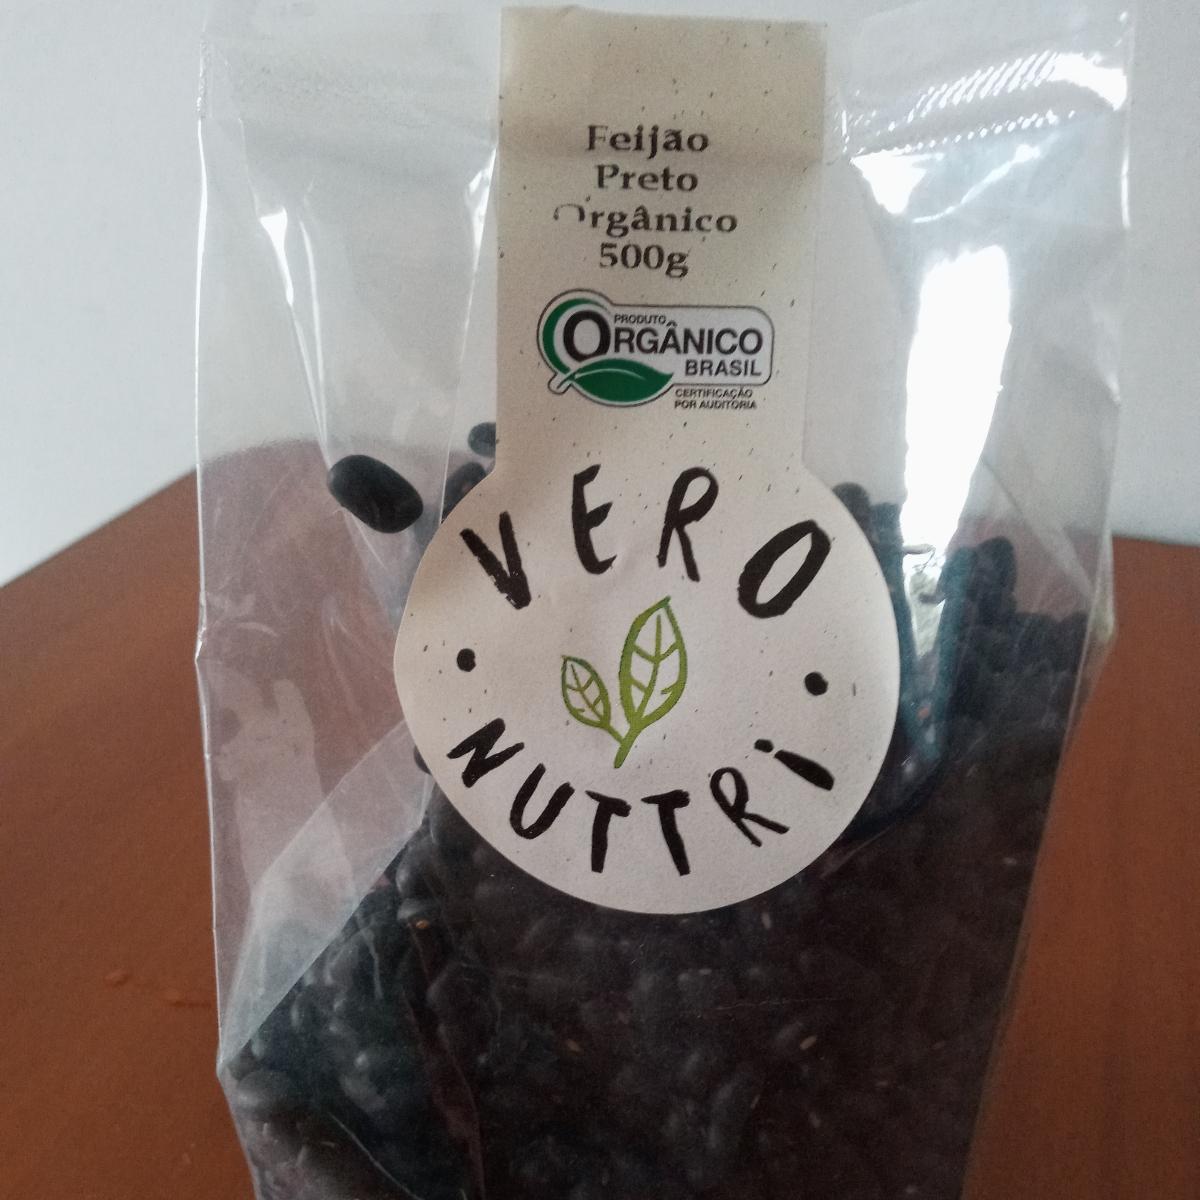 Feijão
Preto
Orgânico
500g
PRODUTO
ORGÂNICO
BRASIL
CERTIFICAÇÃO
POR AUDITORIA
VERO
NUTTRi